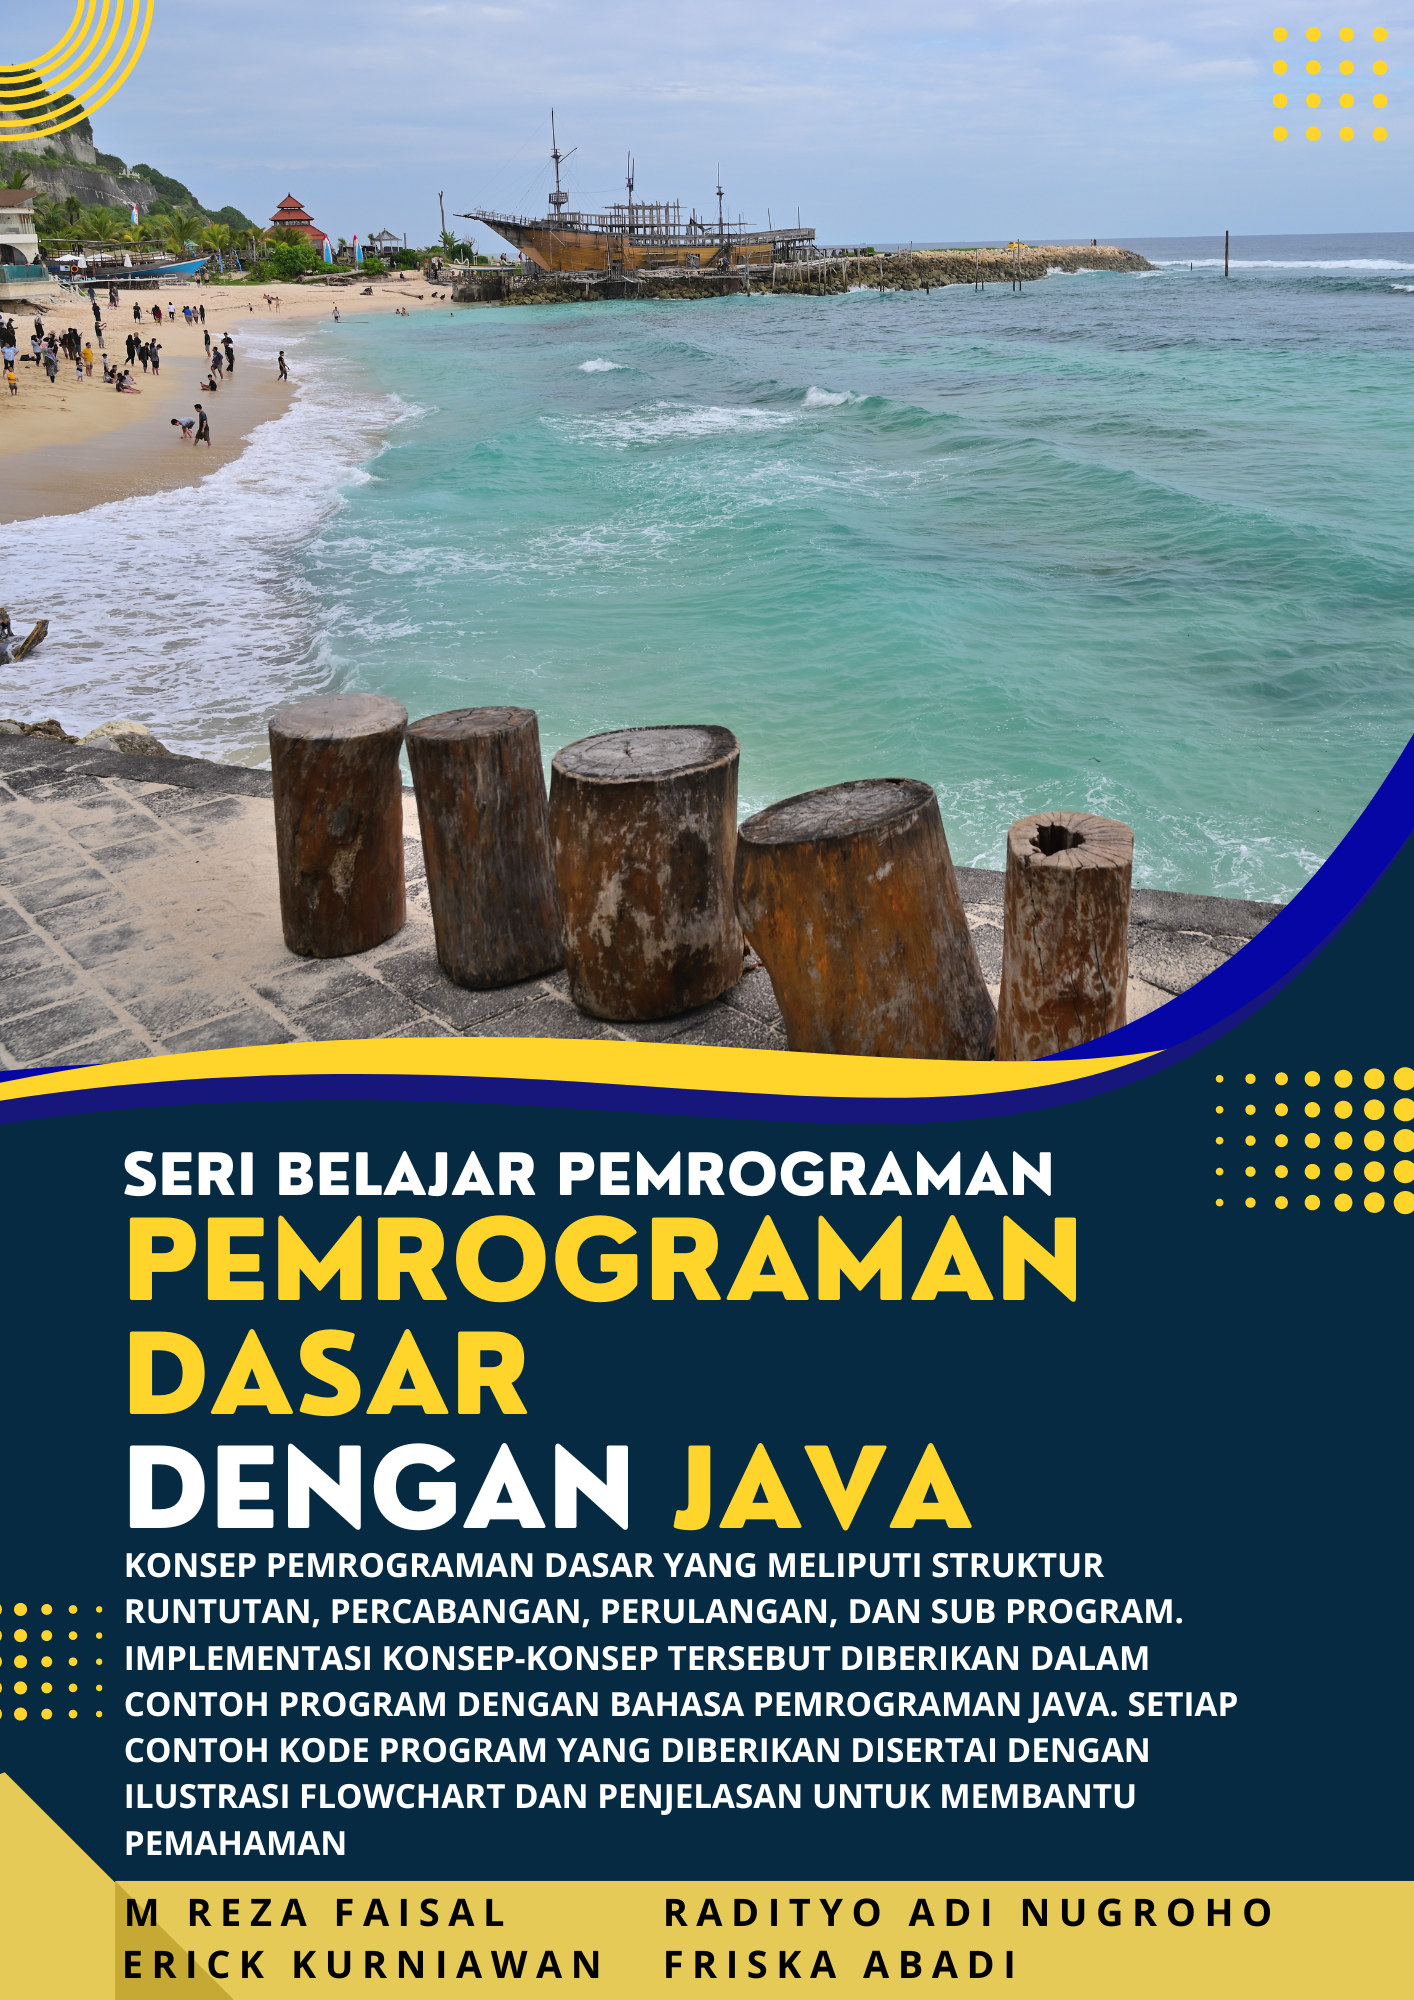 SERI BELAJAR PEMROGRAMAN
PEMROGRAMAN
DASAR
DENGAN JAVA
KONSEP PEMROGRAMAN DASAR YANG MELIPUTI STRUKTUR
RUNTUTAN, PERCABANGAN, PERULANGAN, DAN SUB PROGRAM.
IMPLEMENTASI KONSEP-KONSEP TERSEBUT DIBERIKAN DALAM
CONTOH PROGRAM DENGAN BAHASA PEMROGRAMAN JAVA. SETIAP
CONTOH KODE PROGRAM YANG DIBERIKAN DISERTAI DENGAN
ILUSTRASI FLOWCHART DAN PENJELASAN UNTUK MEMBANTU
PEMAHAMAN
M REZA FAISAL RADITYO ADI NUGROHO
ERICK KURNIAWAN FRISKA ABADI